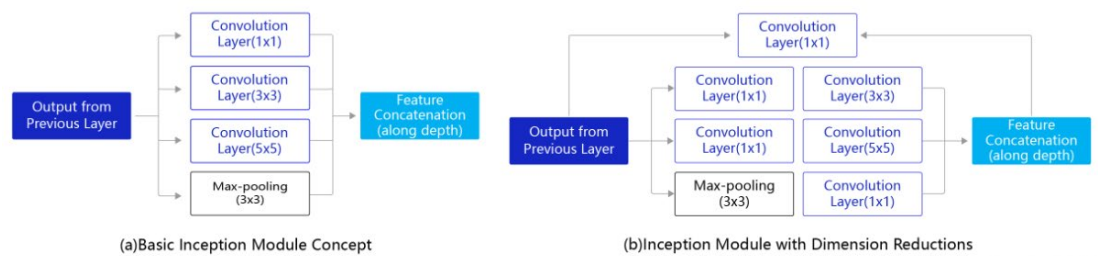 Convolution
Layer(1x1)
Convolution
Layer(3x3)
Output from
Previous Layer
Feature
Concatenation
(along depth)
Convolution
Layer(5x5)
Max-pooling
(3x3)
(a)Basic Inception Module Concept
Convolution
Layer(1x1)
Convolution
Layer(1x1)
Convolution
Layer(3x3)
Output from
Previous Layer
Convolution
Layer(1x1)
Convolution
Layer(5x5)
Feature
Concatenation
(along depth)
Max-pooling
(3x3)
Convolution
Layer(1x1)
(b)Inception Module with Dimension Reductions